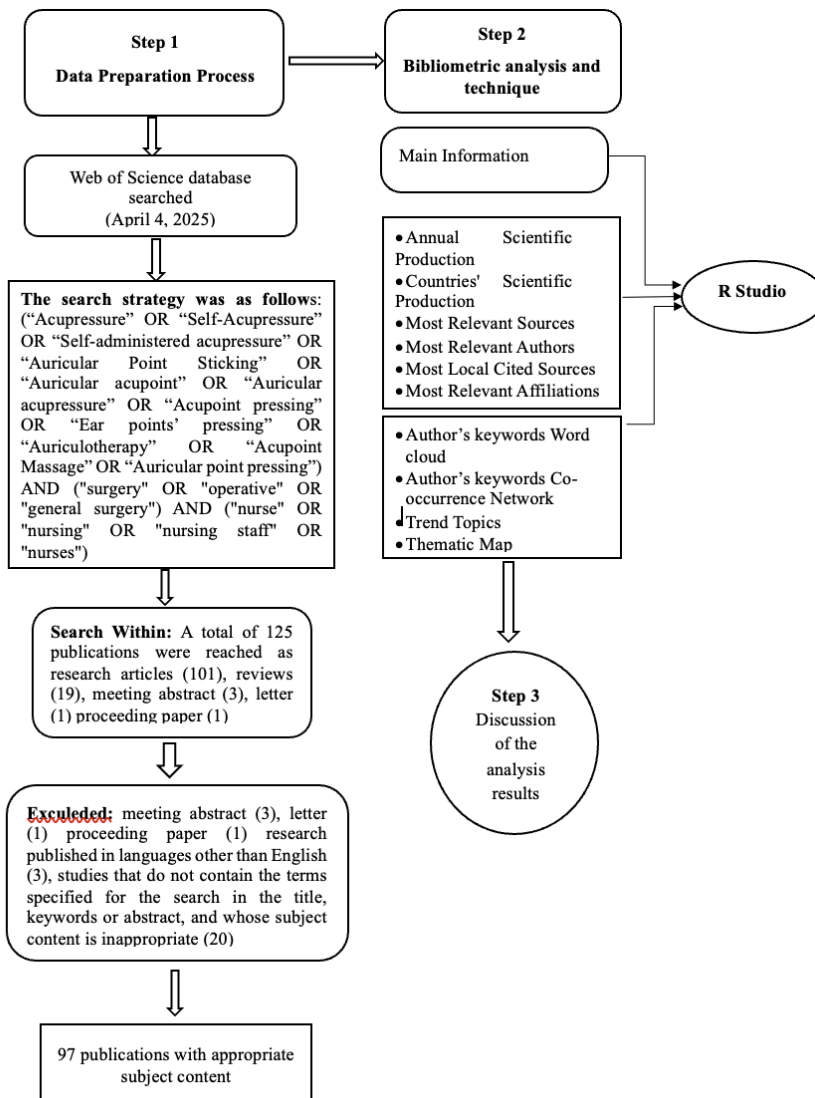 Step 1
Data Preparation Process
Web of Science database
searched
(April 4, 2025)
The search strategy was as follows:
(“Acupressure” OR “Self-Acupressure”
OR “Self-administered acupressure” OR
“Auricular Point Sticking” OR
“Auricular acupoint” OR “Auricular
acupressure” OR “Acupoint pressing”
OR “Ear points’ pressing” OR
“Auriculotherapy” OR “Acupoint
Massage” OR “Auricular point pressing”)
AND ("surgery" OR "operative" OR
"general surgery") AND ("nurse" OR
"nursing" OR "nursing staff" OR
"nurses")
Search Within: A total of 125
publications were reached as
research articles (101), reviews
(19), meeting abstract (3), letter
(1) proceeding paper (1)
Exculeded: meeting abstract (3), letter
(1) proceeding paper (1) research
published in languages other than English
(3), studies that do not contain the terms
specified for the search in the title,
keywords or abstract, and whose subject
content is inappropriate (20)
97 publications with appropriate
subject content
Step 2
Bibliometric analysis and
technique
Main Information
• Annual Scientific
Production
• Countries' Scientific
Production
• Most Relevant Sources
• Most Relevant Authors
• Most Local Cited Sources
• Most Relevant Affiliations
• Author’s keywords Word
cloud
• Author’s keywords Co-
occurrence Network
• Trend Topics
• Thematic Map
R Studio
Step 3
Discussion
of the
analysis
results